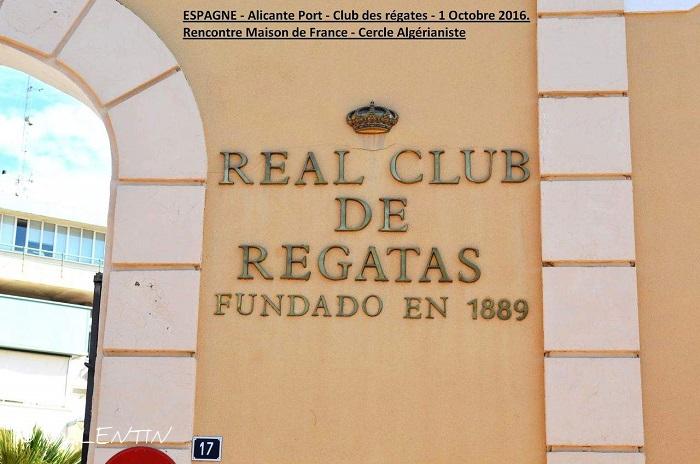 ESPAGNE - Alicante Port - Club des régates - 1 Octobre 2016.
Rencontre Maison de France - Cercle Algérianiste
REAL CLUB
DE
REGATAS
FUNDADO EN 1889
17